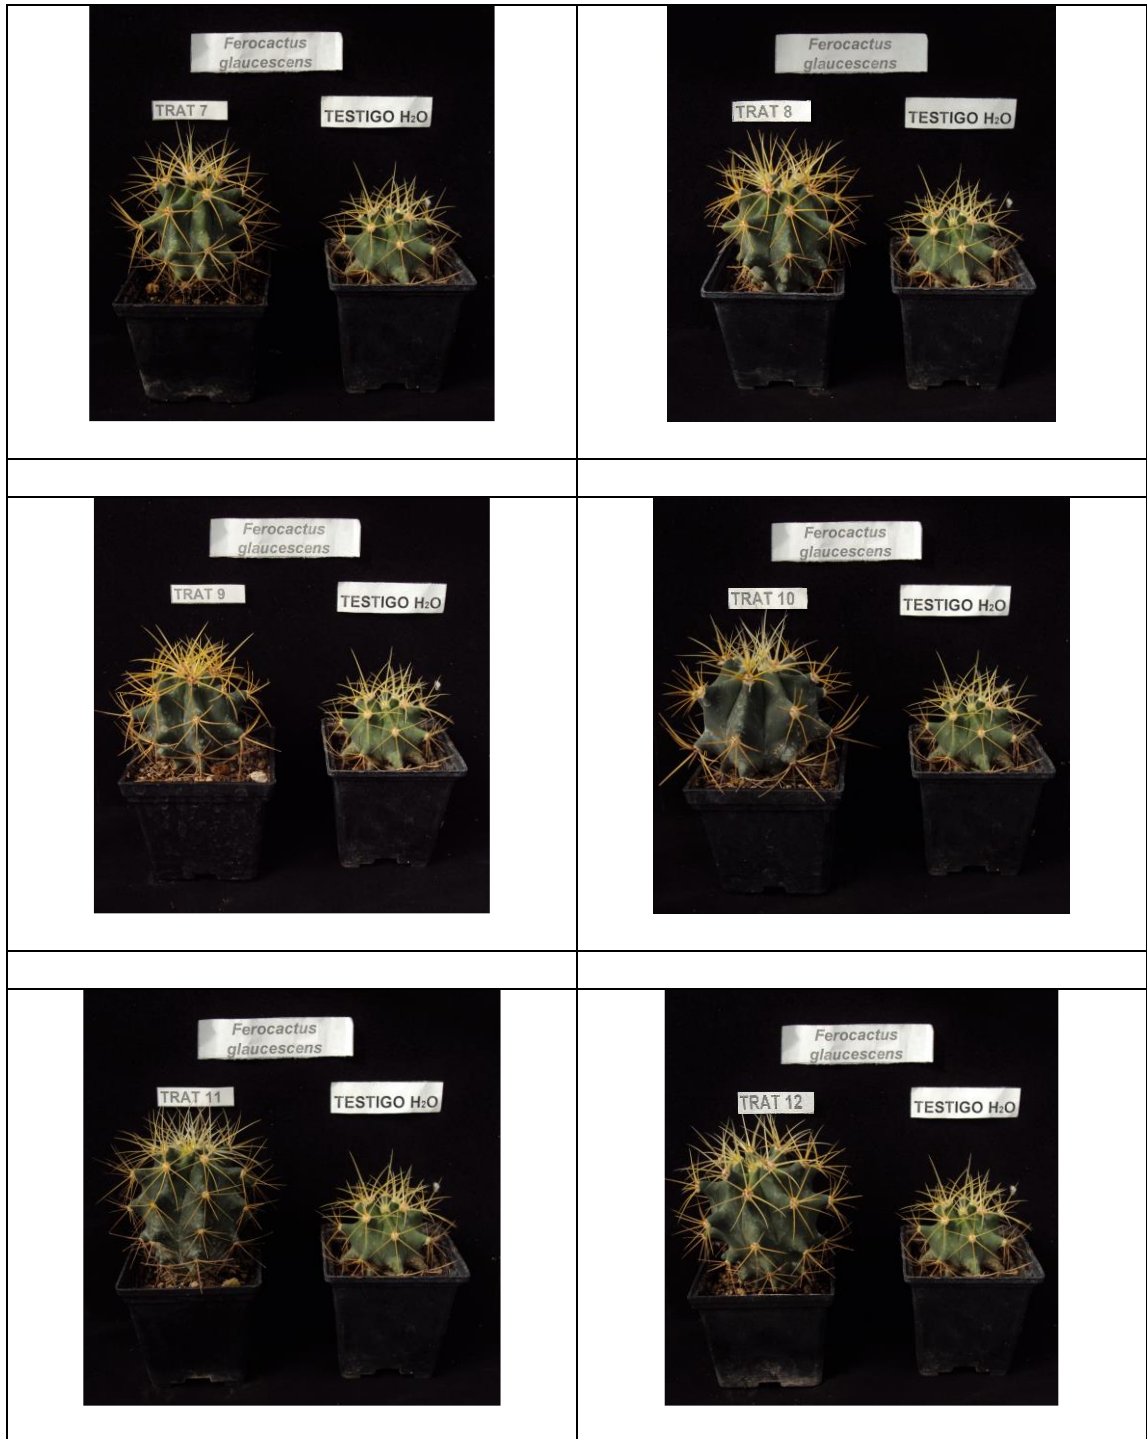 Ferocactus
glaucescens
TRAT 7
TESTIGO H₂O
Ferocactus
glaucescens
TRAT 8
TESTIGO H₂O
Ferocactus
glaucescens
TRAT 9
TESTIGO H₂O
Ferocactus
glaucescens
TRAT 10
TESTIGO H₂O
Ferocactus
glaucescens
TRAT 11
TESTIGO H₂O
Ferocactus
glaucescens
TRAT 12
TESTIGO H₂O